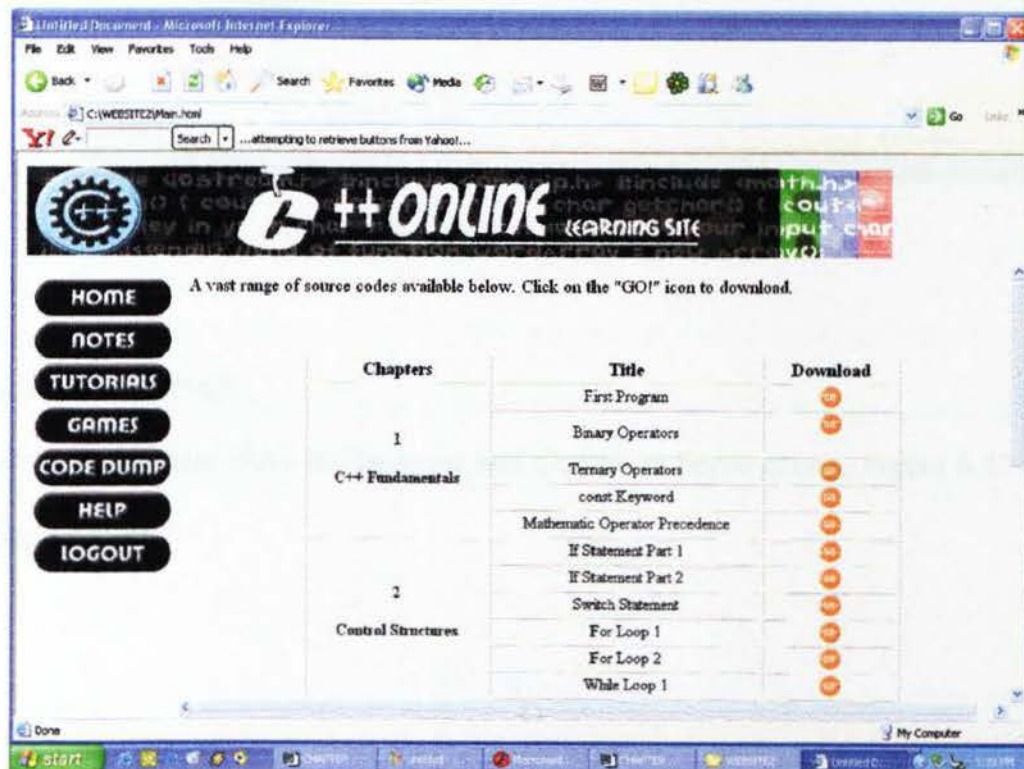 Untitled Document - Microsoft Internet Explorer
File Edit View Favorites Tools Help
Back Search Favorites Media
Address C:\WEBSITE2\Main.html Go Links
Y! Search ...attempting to retrieve buttons from Yahoo!...
C++ C++ ONLINE LEARNING SITE
A vast range of source codes available below. Click on the "GO!" icon to download.
HOME
NOTES
TUTORIALS
GAMES
CODE DUMP
HELP
LOGOUT
Chapters Title Download
First Program
1 Binary Operators
C++ Fundamentals Ternary Operators
const Keyword
Mathematic Operator Precedence
If Statement Part 1
2 If Statement Part 2
Switch Statement
Control Structures For Loop 1
For Loop 2
While Loop 1
Done My Computer
start